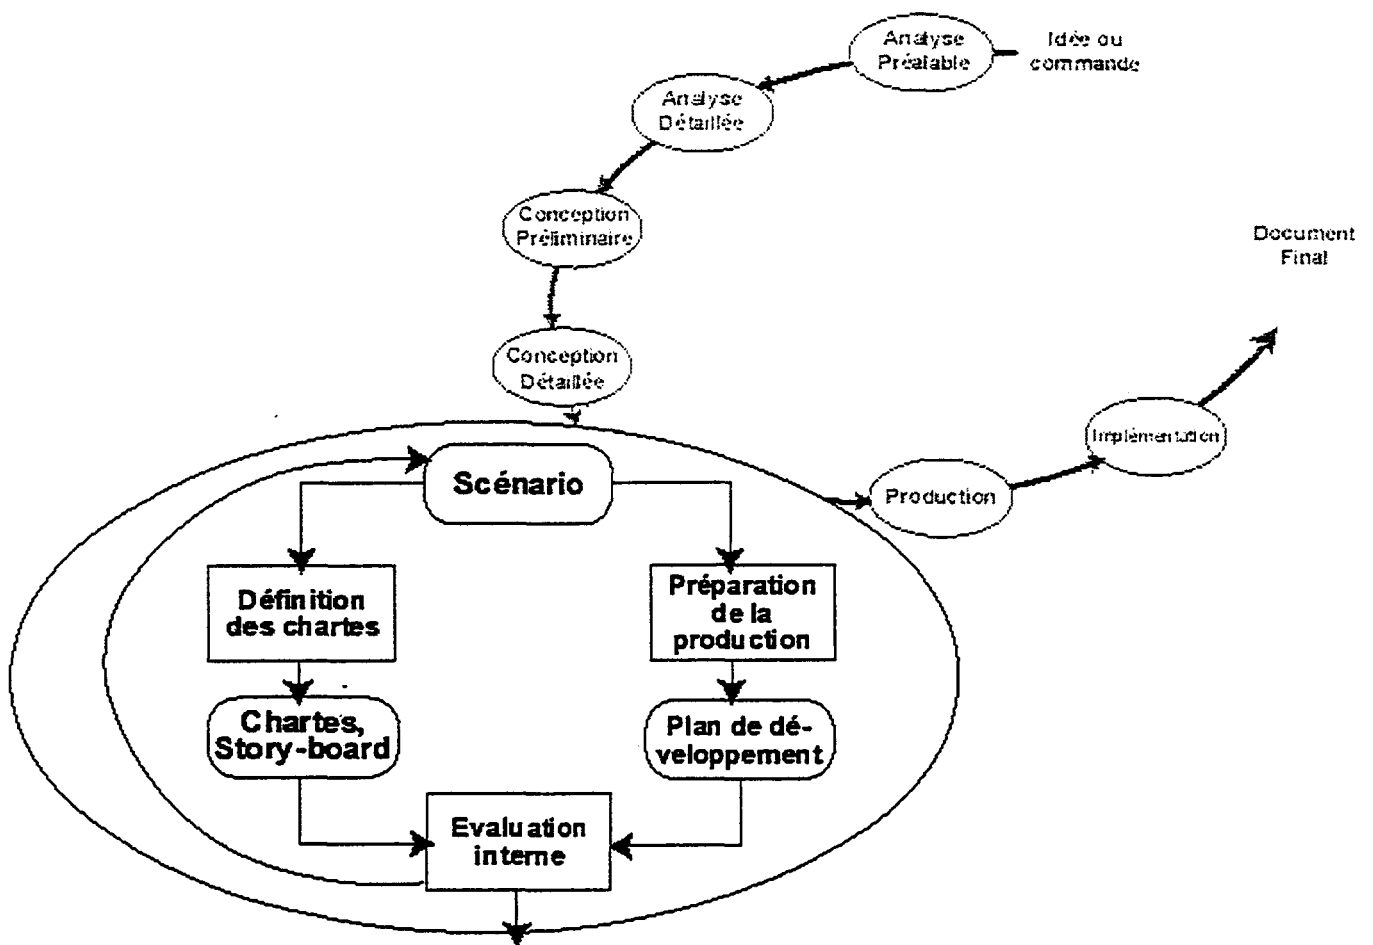 Analyse
Préalable
Idée ou
commande
Analyse
Détaillée
Conception
Préliminaire
Document
Final
Conception
Détaillée
Scénario
Implémentation
Production
Définition
des chartes
Préparation
de la
production
Chartes,
Story-board
Plan de dé-
veloppement
Evaluation
interne